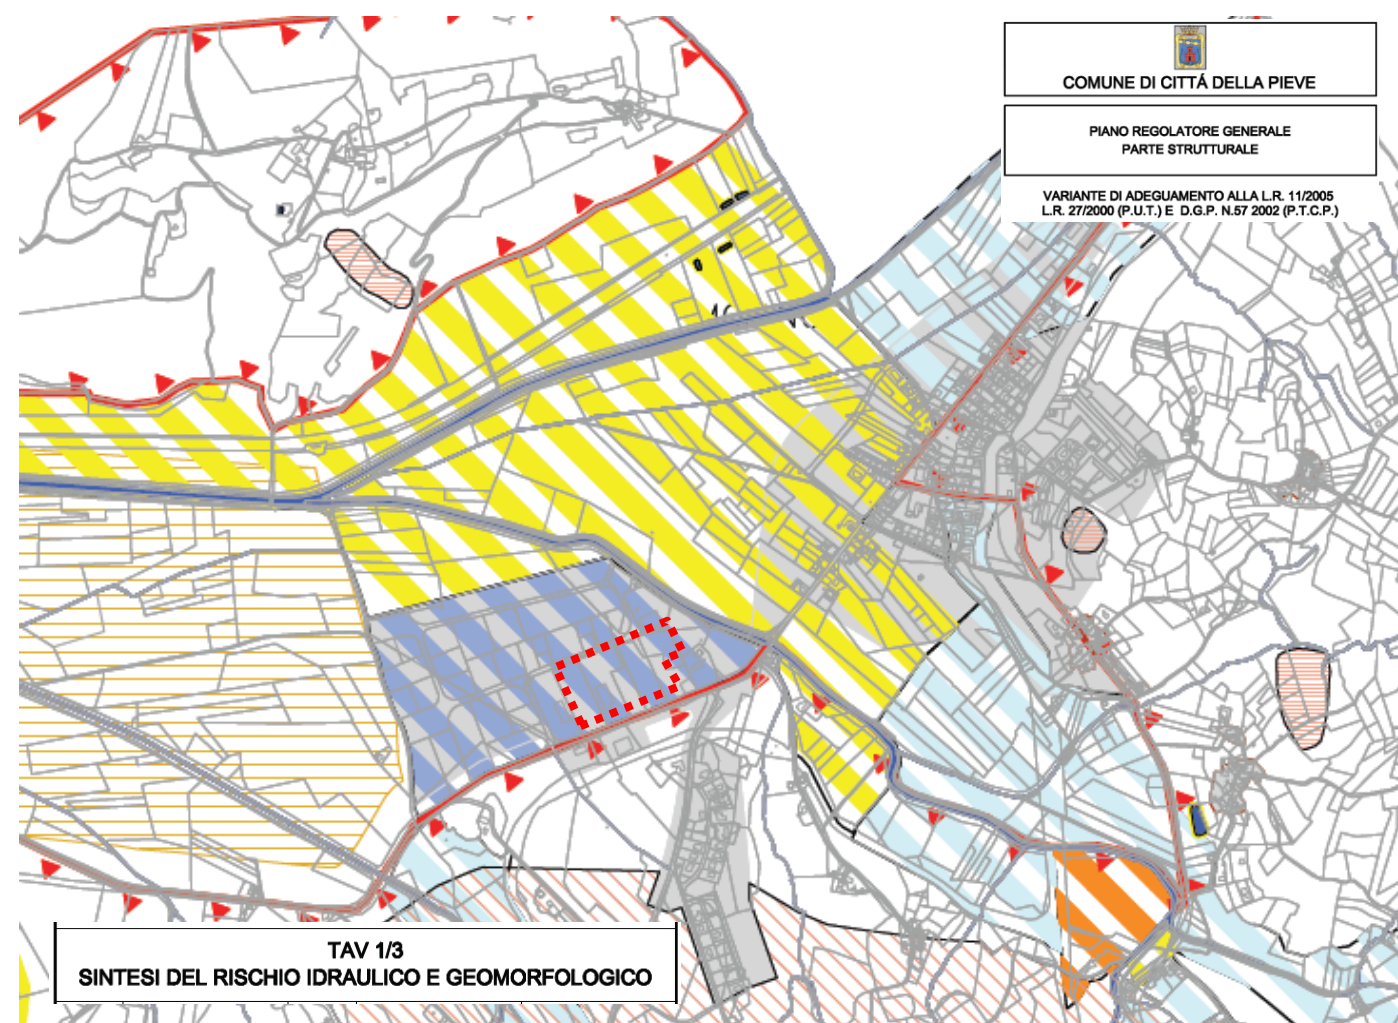 COMUNE DI CITTÁ DELLA PIEVE
PIANO REGOLATORE GENERALE
PARTE STRUTTURALE
VARIANTE DI ADEGUAMENTO ALLA L.R. 11/2005
L.R. 27/2000 (P.U.T.) E D.G.P. N.57 2002 (P.T.C.P.)
TAV 1/3
SINTESI DEL RISCHIO IDRAULICO E GEOMORFOLOGICO